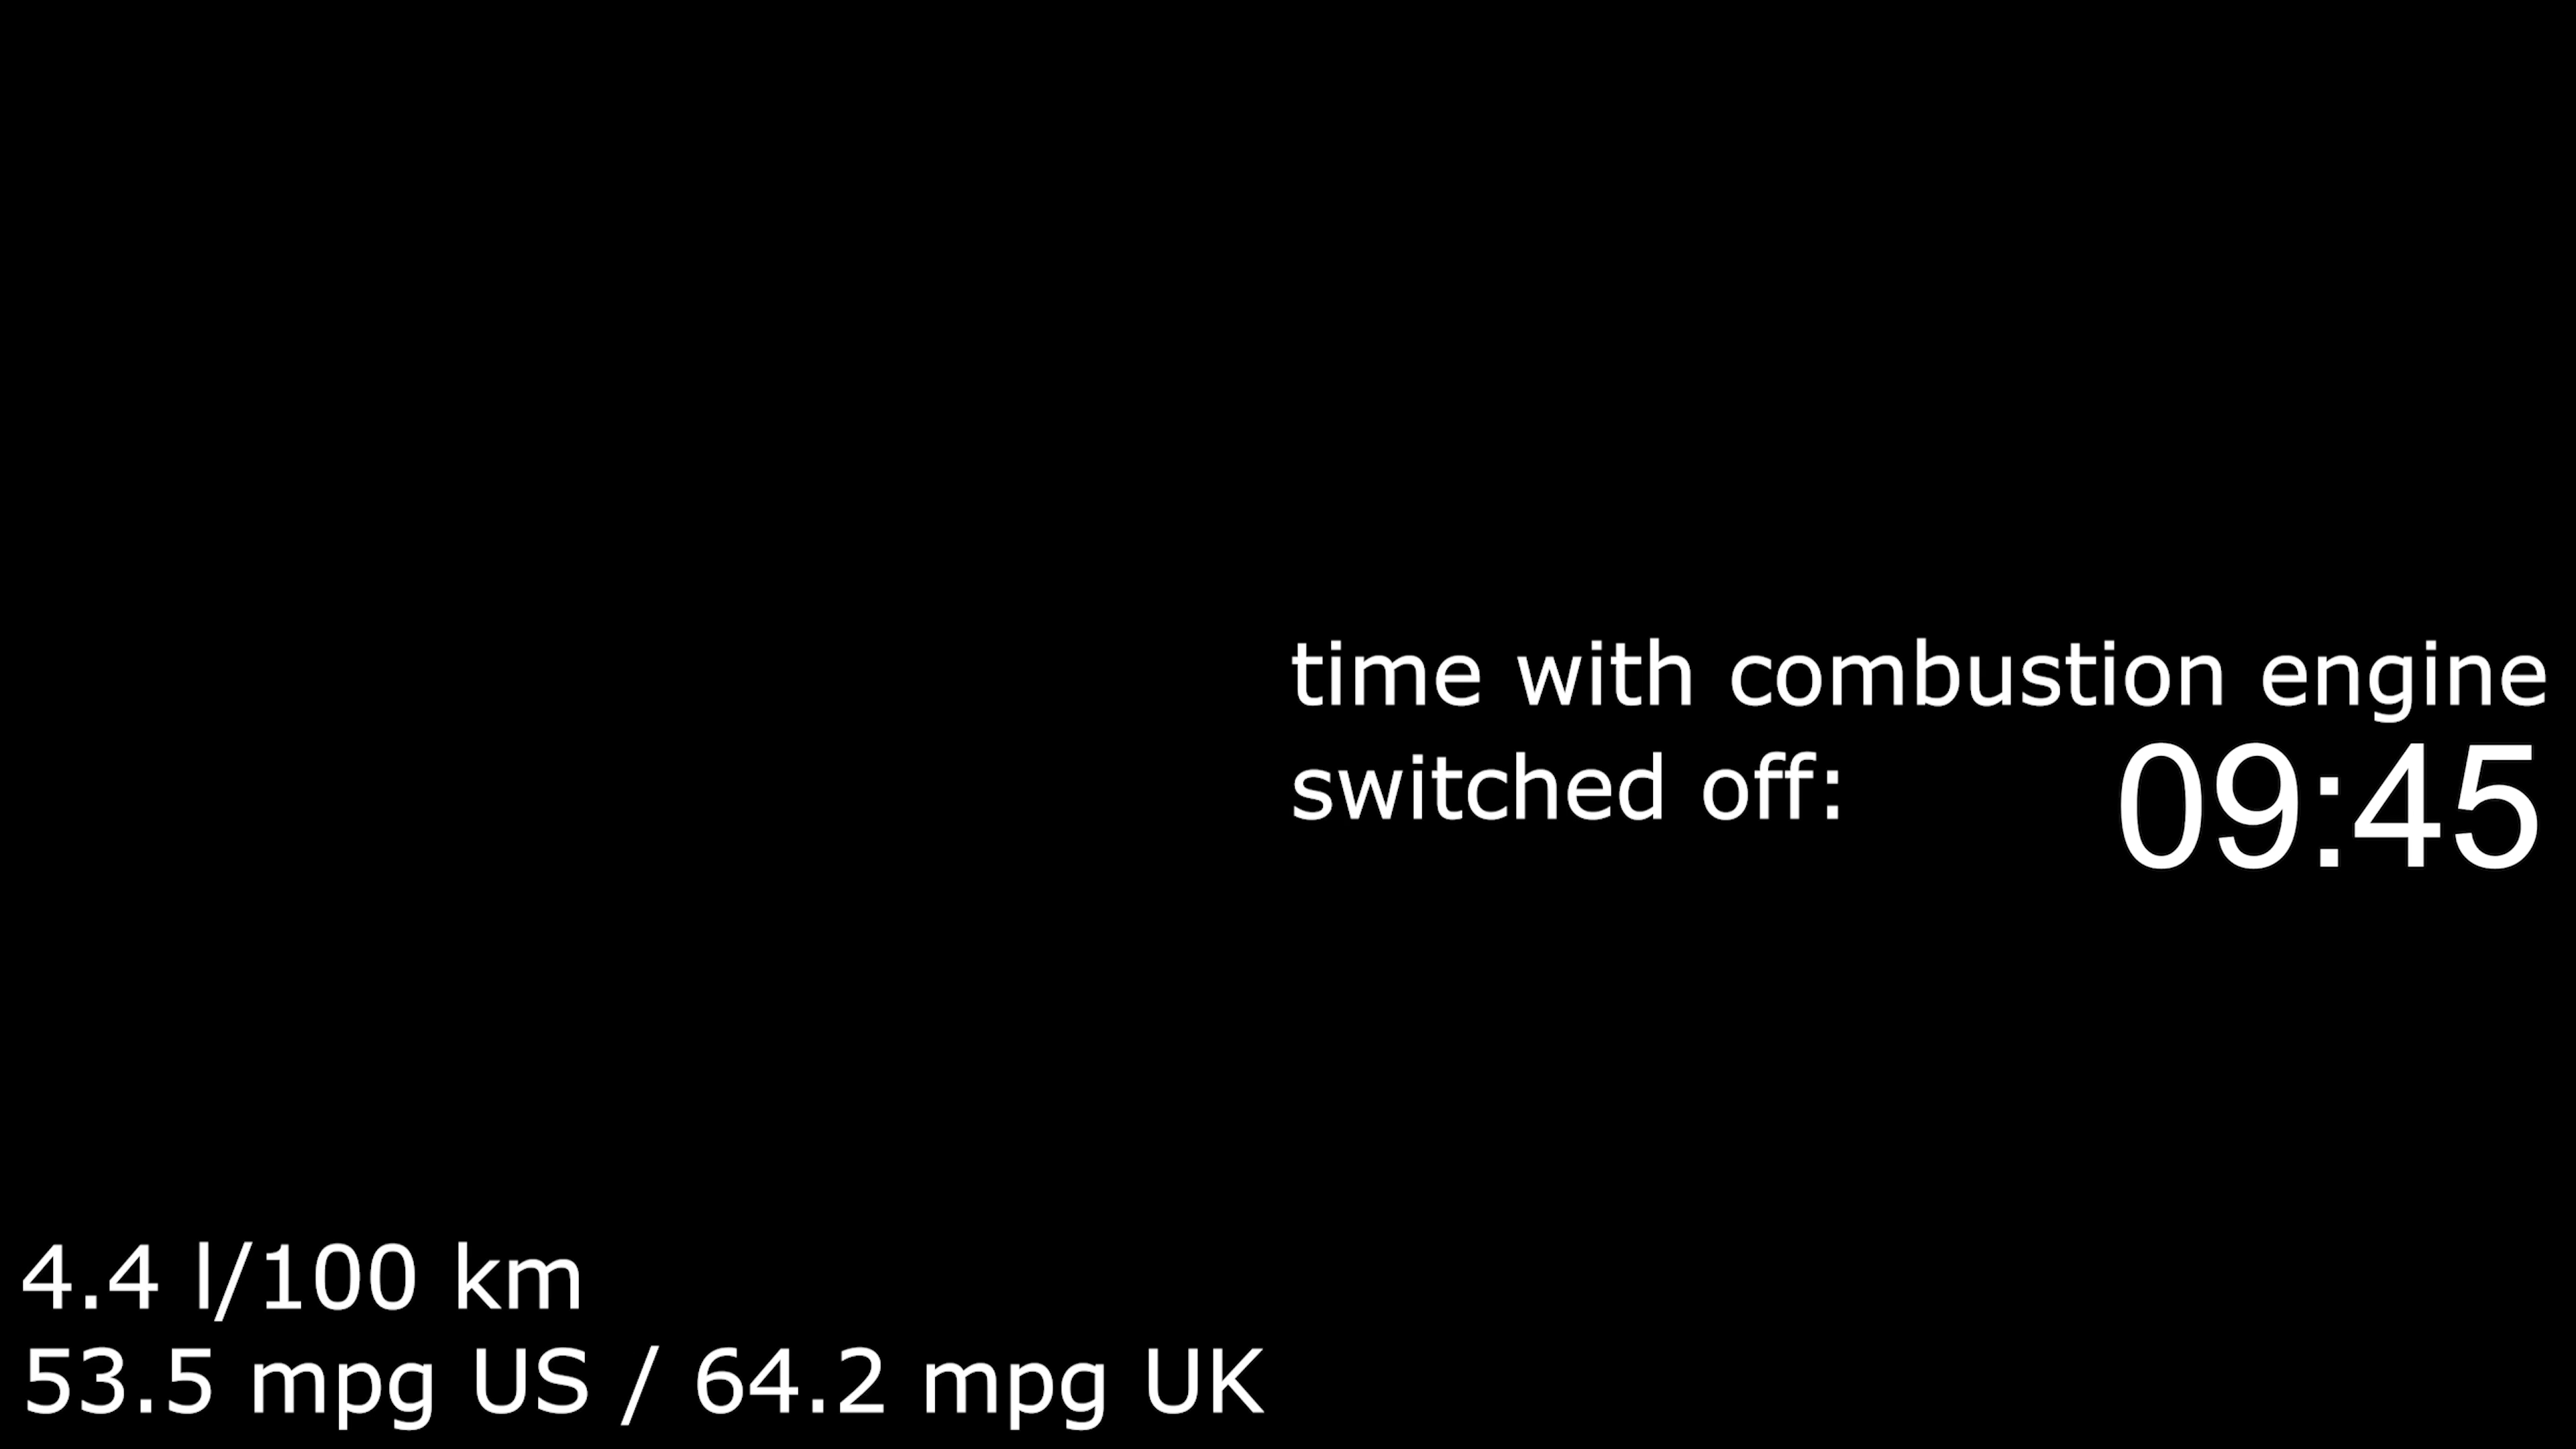 time with combustion engine
switched off: 09:45
4.4 l/100 km
53.5 mpg US / 64.2 mpg UK